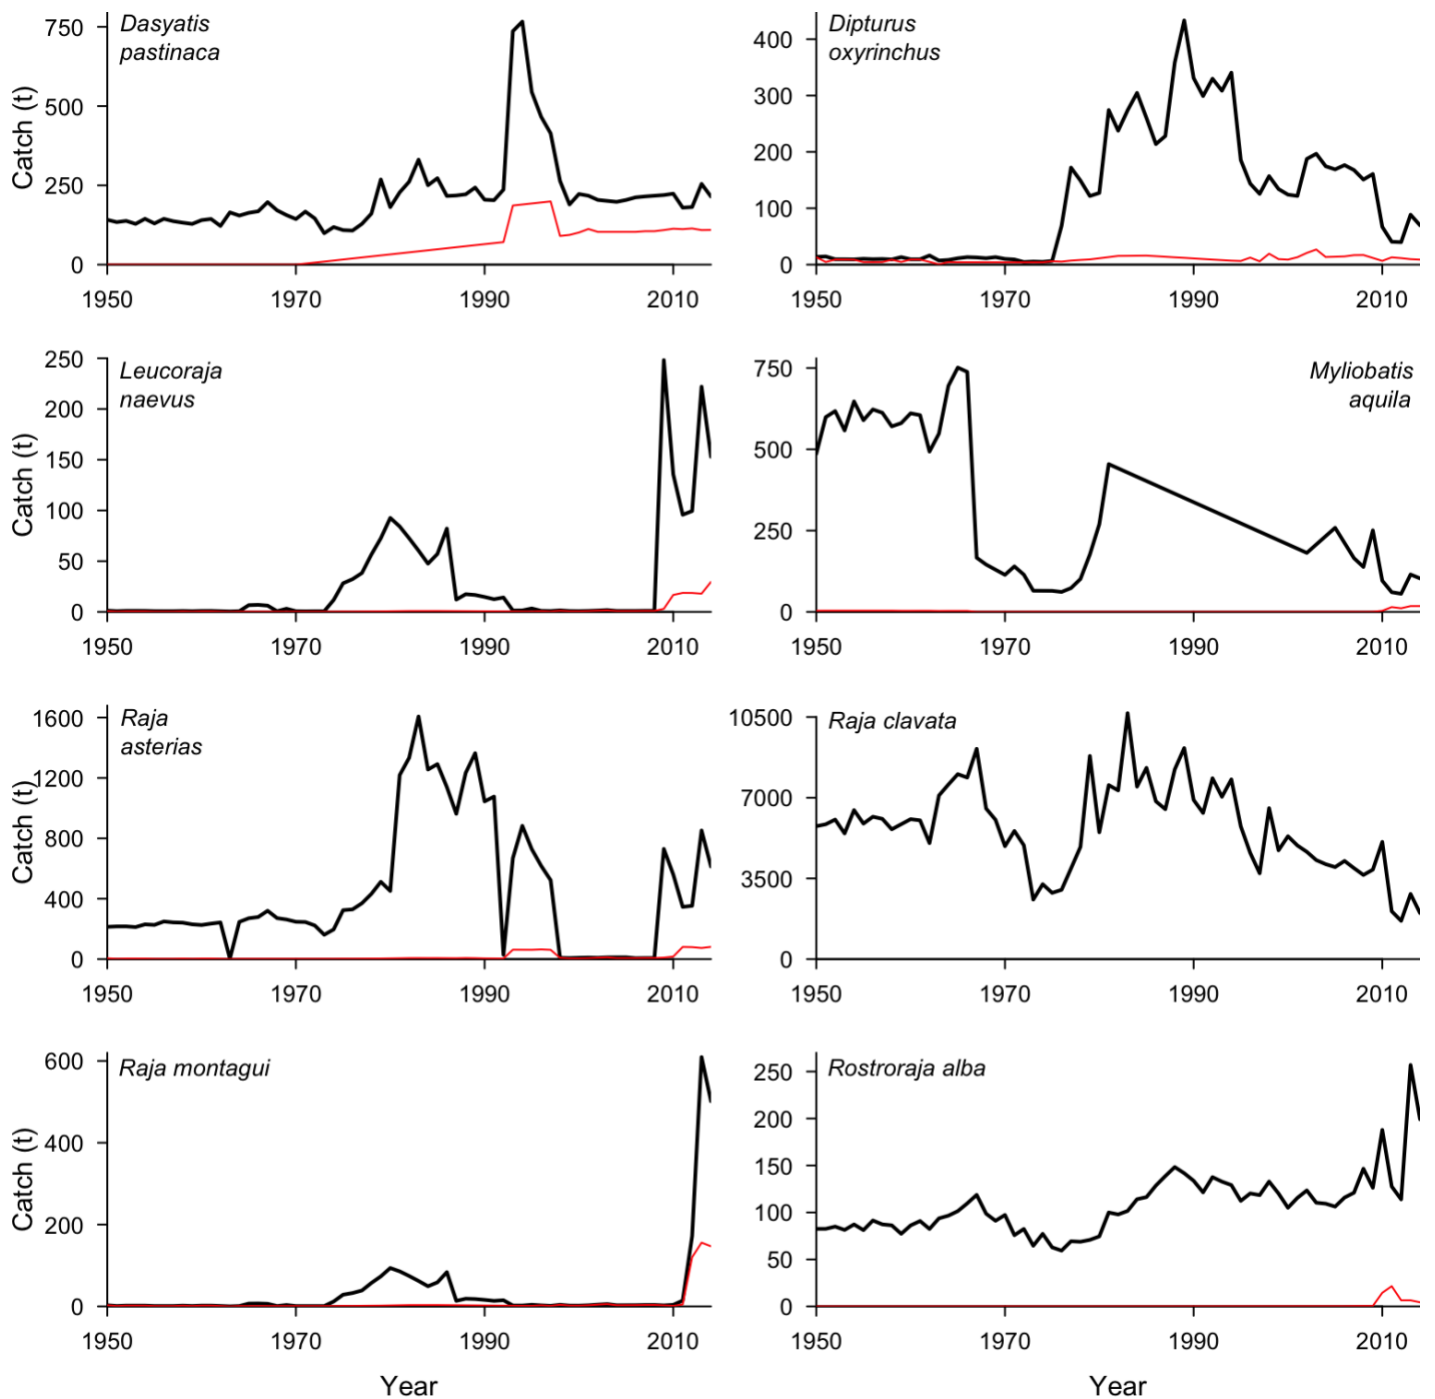 Dasyatis
pastinaca
Catch (t)
750
500
250
0
1950 1970 1990 2010
Dipturus
oxyrinchus
400
300
200
100
0
1950 1970 1990 2010
Leucoraja
naevus
Catch (t)
250
200
150
100
50
0
1950 1970 1990 2010
Myliobatis
aquila
750
500
250
0
1950 1970 1990 2010
Raja
asterias
Catch (t)
1600
1200
800
400
0
1950 1970 1990 2010
Raja clavata
10500
7000
3500
0
1950 1970 1990 2010
Raja montagui
Catch (t)
600
400
200
0
1950 1970 1990 2010
Year
Rostroraja alba
250
200
150
100
50
0
1950 1970 1990 2010
Year